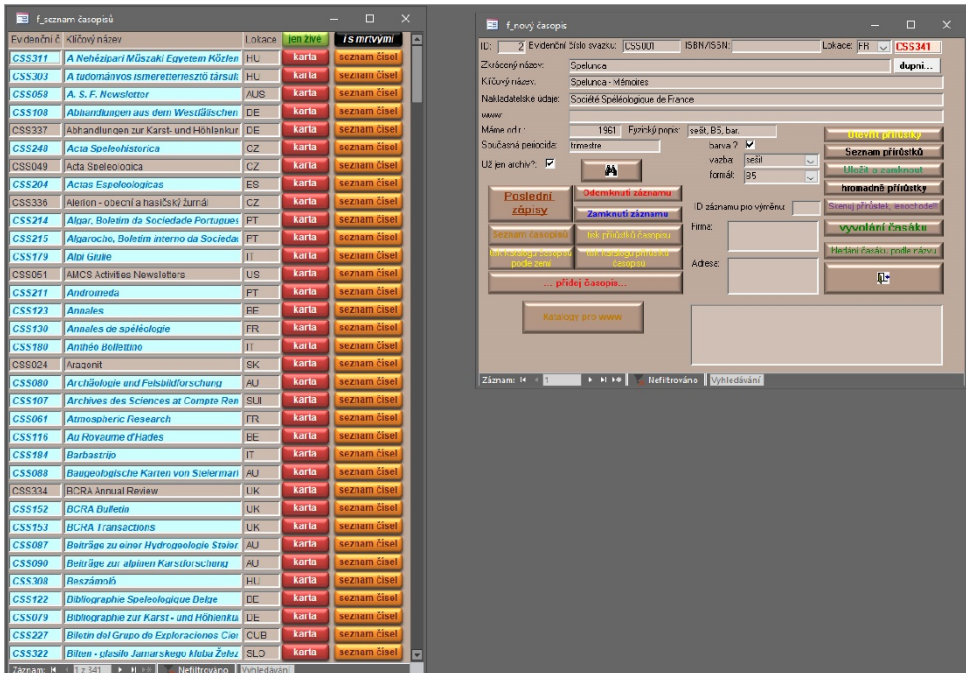 f_seznam časopisů
Evidenční č Klíčový název Lokace jen živé i s mrtvými
CSS311 A Nehézipari Műszaki Egyetem Közlen HU karta seznam čísel
CSS303 A tudományos ismeretterjesztő társula HU karta seznam čísel
CSS058 A. S. F. Newsletter AUS karta seznam čísel
CSS108 Abhandlungen aus dem Westfälischen DE karta seznam čísel
CSS337 Abhandlungen zur Karst- und Höhlenkur DE karta seznam čísel
CSS248 Acta Speleohistorica CZ karta seznam čísel
CSS049 Acta Speleologica CZ karta seznam čísel
CSS204 Actas Espeleologicas ES karta seznam čísel
CSS336 Alerion - obecní a hasičský žurnál CZ karta seznam čísel
CSS214 Algar, Boletim da Sociedade Portugues PT karta seznam čísel
CSS215 Algarocho, Boletim interno da Sociedad PT karta seznam čísel
CSS179 Alpi Giulie IT karta seznam čísel
CSS051 AMCS Activities Newsletters US karta seznam čísel
CSS211 Andromeda PT karta seznam čísel
CSS123 Annales BE karta seznam čísel
CSS130 Annales de spéléologie FR karta seznam čísel
CSS180 Anthéo Bollettino IT karta seznam čísel
CSS024 Aragonit SK karta seznam čísel
CSS080 Archäologie und Felsbildforschung AU karta seznam čísel
CSS107 Archives des Sciences at Compte Ren SUI karta seznam čísel
CSS061 Atmospheric Research FR karta seznam čísel
CSS116 Au Royaume d'Hades BE karta seznam čísel
CSS184 Barbastrijo IT karta seznam čísel
CSS088 Baugeologische Karten von Steiermark AU karta seznam čísel
CSS334 BCRA Annual Review UK karta seznam čísel
CSS152 BCRA Bulletin UK karta seznam čísel
CSS153 BCRA Transactions UK karta seznam čísel
CSS087 Beiträge zu einer Hydrogeologie Steier AU karta seznam čísel
CSS090 Beiträge zur alpinen Karstforschung AU karta seznam čísel
CSS308 Beszámoló HU karta seznam čísel
CSS122 Bibliographie Speleologique Belge BE karta seznam čísel
CSS079 Bibliographie zur Karst - und Höhlenku DE karta seznam čísel
CSS227 Biletin del Grupo de Exploraciones Cien CUB karta seznam čísel
CSS322 Bilten - glasilo Jamarskego kluba Želez SLO karta seznam čísel
Záznam: 1 z 341 Nefiltrováno Vyhledávání
f_nový časopis
ID: 2 Evidenční číslo svazku: CSS001 ISBN/ISSN: Lokace: FR CSS341
Zkrácený název: Spelunca dupni...
Klíčový název: Spelunca - Mémoires
Nakladatelské údaje: Société Spéléologique de France
www
Máme od r.: 1961 Fyzický popis: sešit, B5, bar.
Současná periodicita: trimestre barva ?
Už jen archiv?: vazba: sešit
formát: B5
Otevřít přírůstky
Seznam přírůstků
Uložit a zamknout
hromadně přírůstky
Skenuj přírůstek, lenochode!!!
vyvolání časáku
Hledání časáku podle názvu
Poslední zápisy
Odemknutí záznamu
Zamknutí záznamu
Seznam časopisů
tisk přírůstků časopisu
tisk katalogu časopisů podle zemí
tisk katalogu přírůstků časopisů
... přidej časopis...
ID záznamu pro výměnu:
Firma:
Adresa:
Katalogy pro www
Záznam: 1 Nefiltrováno Vyhledávání